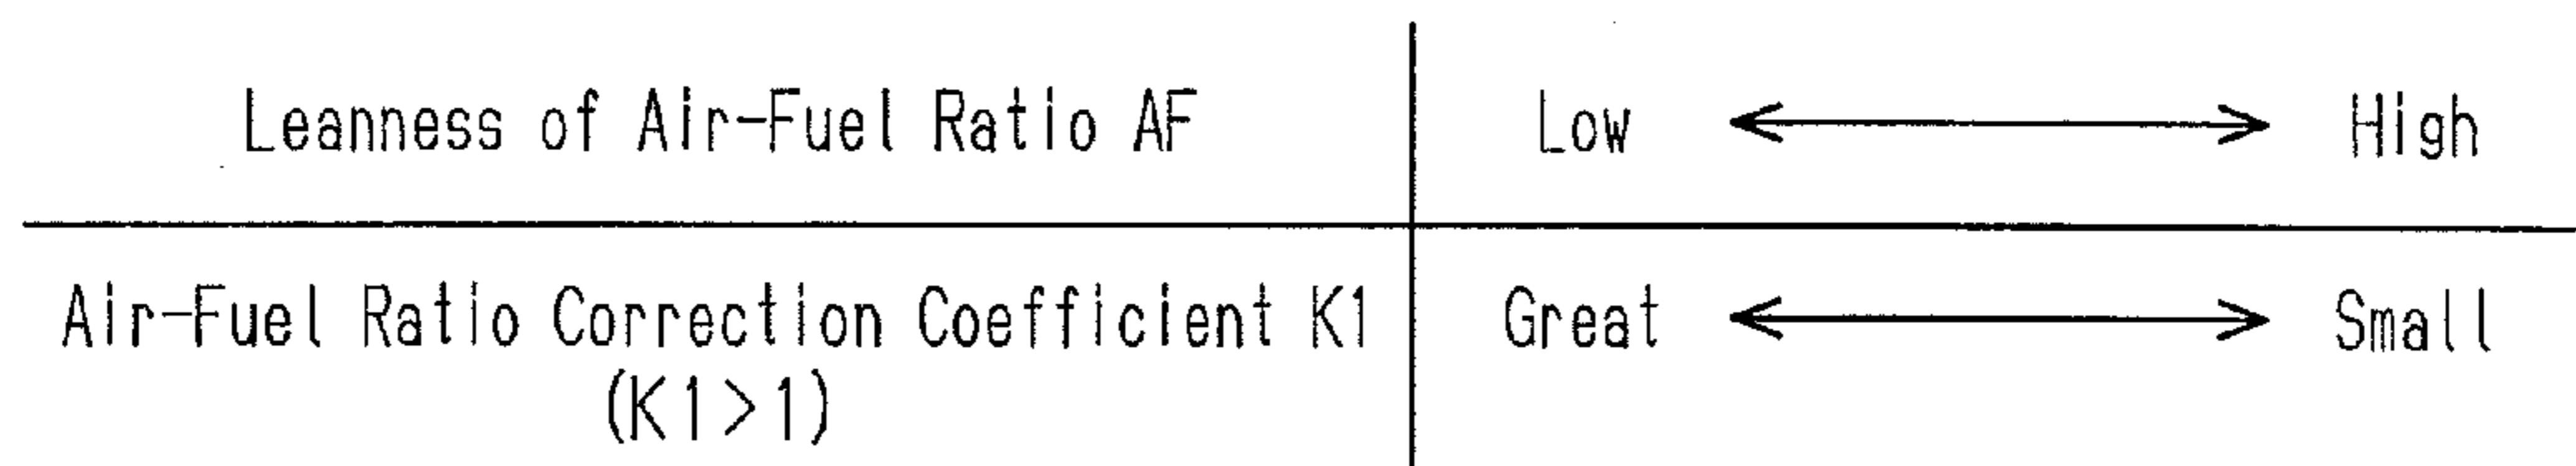 Leanness of Air-Fuel Ratio AF Low High
Air-Fuel Ratio Correction Coefficient K1 Great Small
(K1>1)